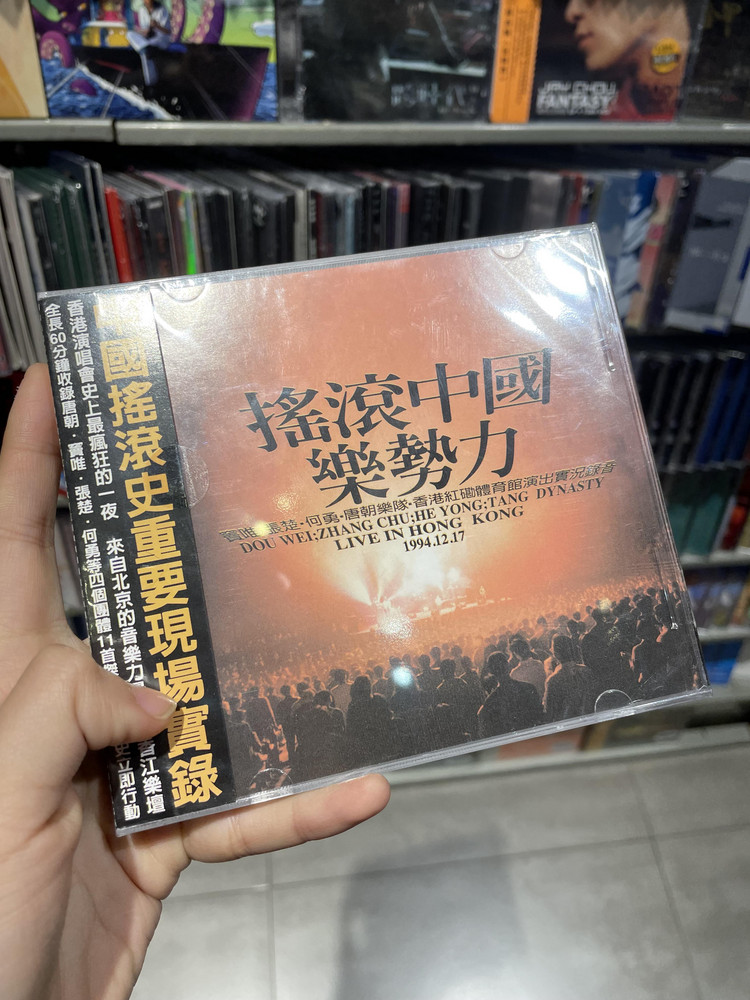 JAY CHOU
FANTASY
搖滾中國
樂勢力
竇唯·張楚·何勇·唐朝樂隊·香港紅磡體育館演出實況錄音
DOU WEI;ZHANG CHU;HE YONG;TANG DYNASTY
LIVE IN HONG KONG
1994.12.17
中國搖滾史重要現場實錄
香港演唱會史上最瘋狂的一夜 來自北京的音樂力
香江樂壇
全長60分鐘收錄唐朝·竇唯·張楚·何勇等四個團體11首
史立即行動